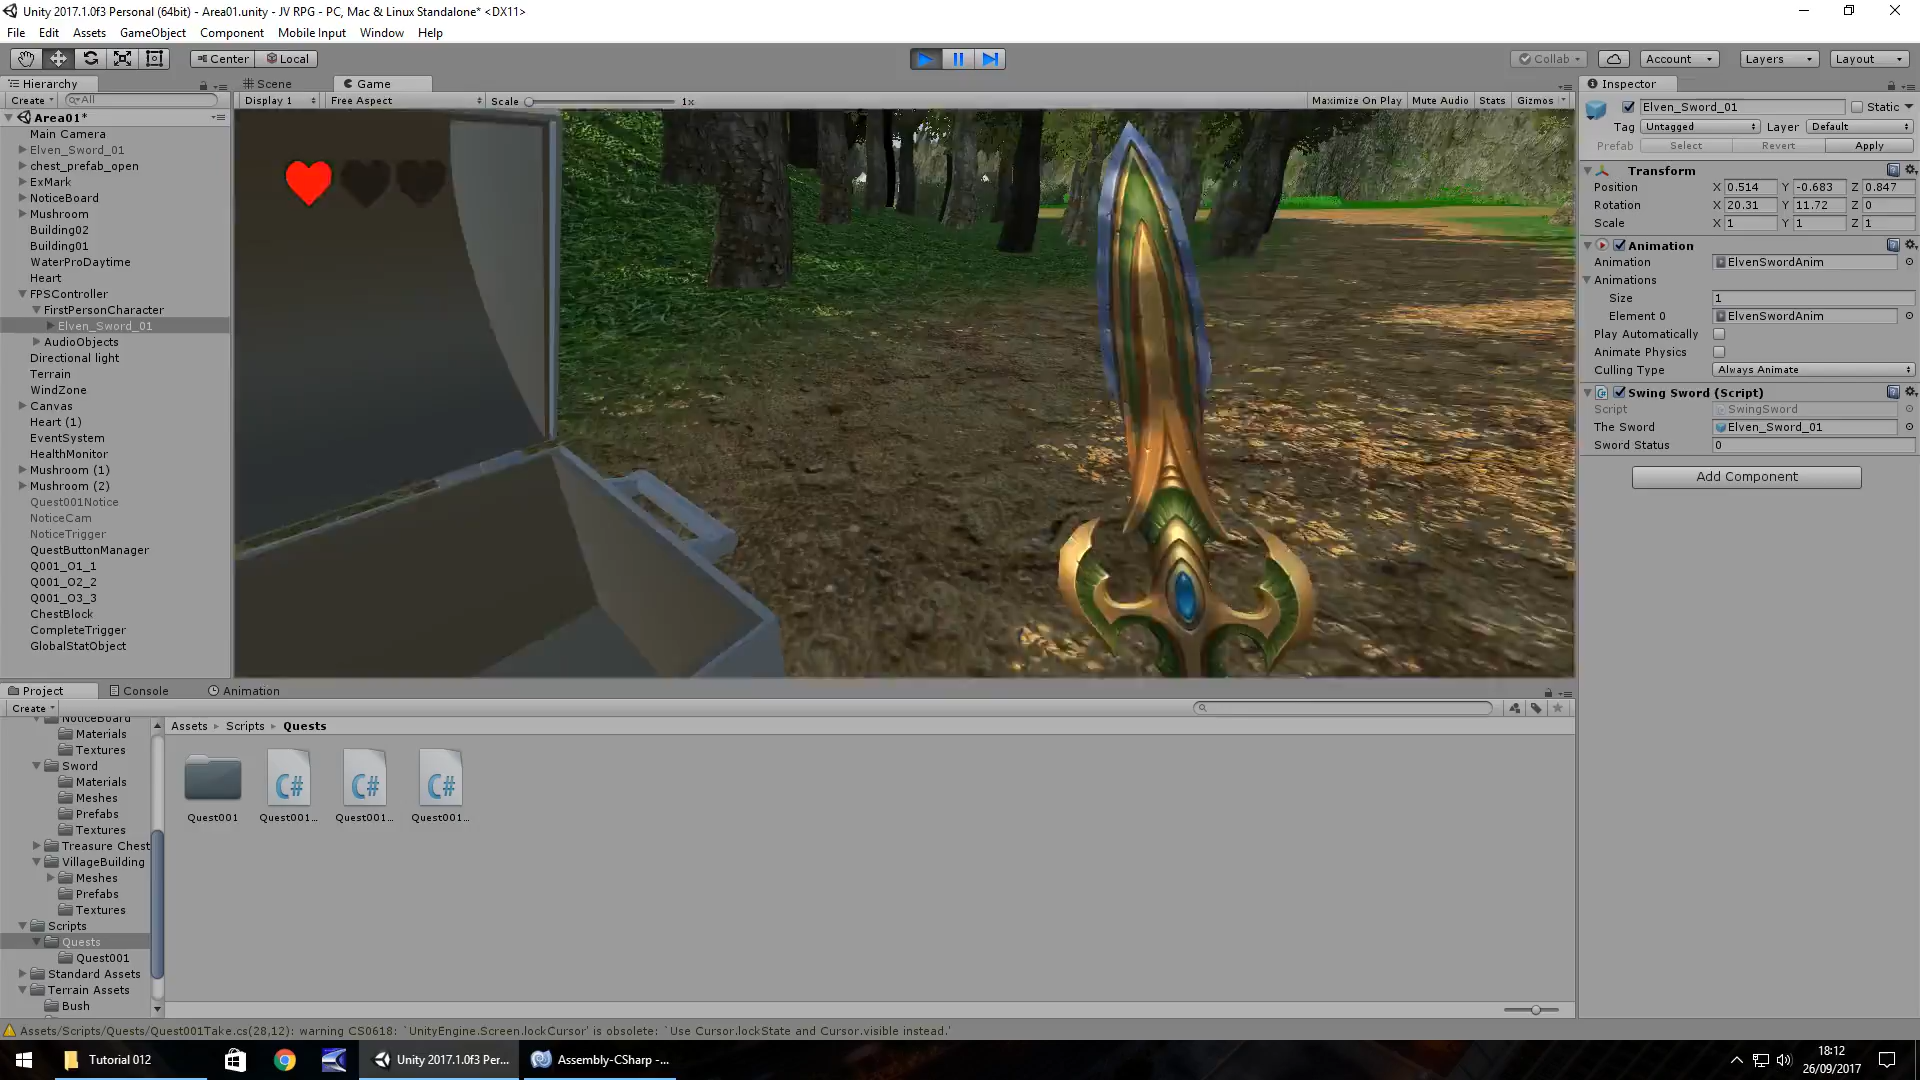 Unity 2017.1.0f3 Personal (64bit) - Area01.unity - JV RPG - PC, Mac & Linux Standalone* <DX11>
File Edit Assets GameObject Component Mobile Input Window Help
Center Local Collab Account Layers Layout
Hierarchy Scene Game Inspector
Create All Display 1 Free Aspect Scale 1x Maximize On Play Mute Audio Stats Gizmos
Elven_Sword_01 Static
Area01*
Tag Untagged Layer Default
Main Camera
Prefab Select Revert Apply
Elven_Sword_01
chest_prefab_open
Transform
ExMark
Position X 0.514 Y -0.683 Z 0.847
NoticeBoard
Rotation X 20.31 Y 11.72 Z 0
Mushroom
Scale X 1 Y 1 Z 1
Building02
Building01
Animation
WaterProDaytime
Animation ElvenSwordAnim
Heart
Animations
FPSController
Size 1
FirstPersonCharacter
Element 0 ElvenSwordAnim
Elven_Sword_01
Play Automatically
AudioObjects
Animate Physics
Directional light
Culling Type Always Animate
Terrain
WindZone
Swing Sword (Script)
Canvas
Script SwingSword
Heart (1)
The Sword Elven_Sword_01
EventSystem
Sword Status 0
HealthMonitor
Mushroom (1)
Add Component
Mushroom (2)
Quest001Notice
NoticeCam
NoticeTrigger
QuestButtonManager
Q001_O1_1
Q001_O2_2
Q001_O3_3
ChestBlock
CompleteTrigger
GlobalStatObject
Project Console Animation
Create
NoticeBoard
Assets Scripts Quests
Materials
Textures
Sword
Materials
Meshes
Prefabs
Quest001 Quest001... Quest001... Quest001...
C# C# C#
Textures
Treasure Chest
VillageBuilding
Meshes
Prefabs
Textures
Scripts
Quests
Quest001
Standard Assets
Terrain Assets
Bush
Assets/Scripts/Quests/Quest001Take.cs(28,12): warning CS0618: `UnityEngine.Screen.lockCursor' is obsolete: `Use Cursor.lockState and Cursor.visible instead.'
Tutorial 012 Unity 2017.1.0f3 Per... Assembly-CSharp -...
18:12
26/09/2017